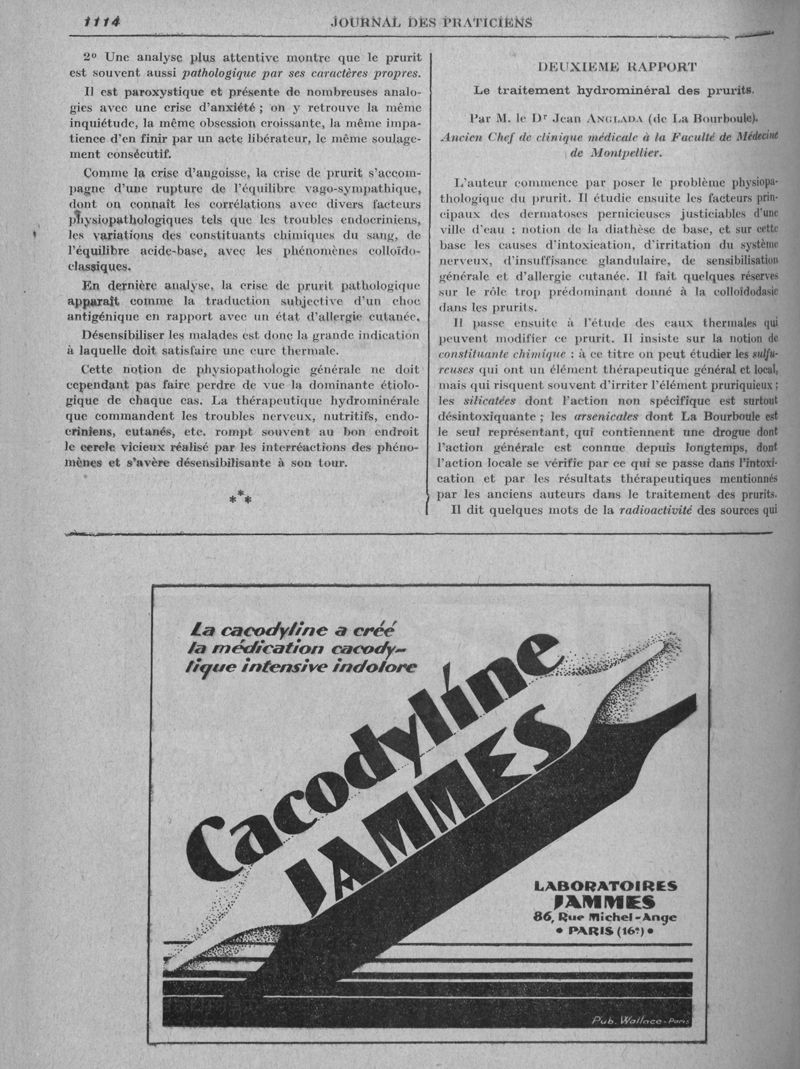 1114
JOURNAL DES PRATICIENS
2º Une analyse plus attentive montre que le prurit
est souvent aussi pathologique par ses caractères propres.
Il est paroxystique et présente de nombreuses analo-
gies avec une crise d'anxiété ; on y retrouve la même
inquiétude, la même obsession croissante, la même impa-
tience d'en finir par un acte libérateur, le même soulage-
ment consécutif.
Comme la crise d'angoisse, la crise de prurit s'accom-
pagne d'une rupture de l'équilibre vago-sympathique,
dont on connaît les corrélations avec divers facteurs
physiopathologiques tels que les troubles endocriniens,
les variations des constituants chimiques du sang, de
l'équilibre acide-base, avec les phénomènes colloïdo-
classiques.
En dernière analyse, la crise de prurit pathologique
apparaît comme la traduction subjective d'un choc
antigénique en rapport avec un état d'allergie cutanée.
Désensibiliser les malades est donc la grande indication
à laquelle doit satisfaire une cure thermale.
Cette notion de physiopathologie générale ne doit
cependant pas faire perdre de vue la dominante étiolo-
gique de chaque cas. La thérapeutique hydrominérale
que commandent les troubles nerveux, nutritifs, endo-
criniens, cutanés, etc. rompt souvent au bon endroit
le cercle vicieux réalisé par les interréactions des phéno-
mènes et s'avère désensibilisante à son tour.
***
DEUXIEME RAPPORT
Le traitement hydrominéral des prurits.
Par M. le Dr Jean ANGLADA (de La Bourboule).
Ancien Chef de clinique médicale à la Faculté de Médecine
de Montpellier.
L'auteur commence par poser le problème physiopa-
thologique du prurit. Il étudie ensuite les facteurs prin-
cipaux des dermatoses pernicieuses justiciables d'une
ville d'eau : notion de la diathèse de base, et sur cette
base les causes d'intoxication, d'irritation du système
nerveux, d'insuffisance glandulaire, de sensibilisation
générale et d'allergie cutanée. Il fait quelques réserves
sur le rôle trop prédominant donné à la colloïdodasie
dans les prurits.
Il passe ensuite à l'étude des eaux thermales qui
peuvent modifier ce prurit. Il insiste sur la notion de
constituante chimique : à ce titre on peut étudier les sulfu-
reuses qui ont un élément thérapeutique général et local,
mais qui risquent souvent d'irriter l'élément pruriquieux ;
les silicatées dont l'action non spécifique est surtout
désintoxiquante ; les arsenicales dont La Bourboule est
le seul représentant, qui contiennent une drogue dont
l'action générale est connue depuis longtemps, dont
l'action locale se vérifie par ce qui se passe dans l'intoxi-
cation et par les résultats thérapeutiques mentionnés
par les anciens auteurs dans le traitement des prurits.
Il dit quelques mots de la radioactivité des sources qui
La cacodyline a créé
la médication cacody-
lique intensive indolore
Cacodyline
JAMMES
LABORATOIRES
JAMMES
86, Rue Michel-Ange
• PARIS (16e) •
Pub. Wallace - Paris